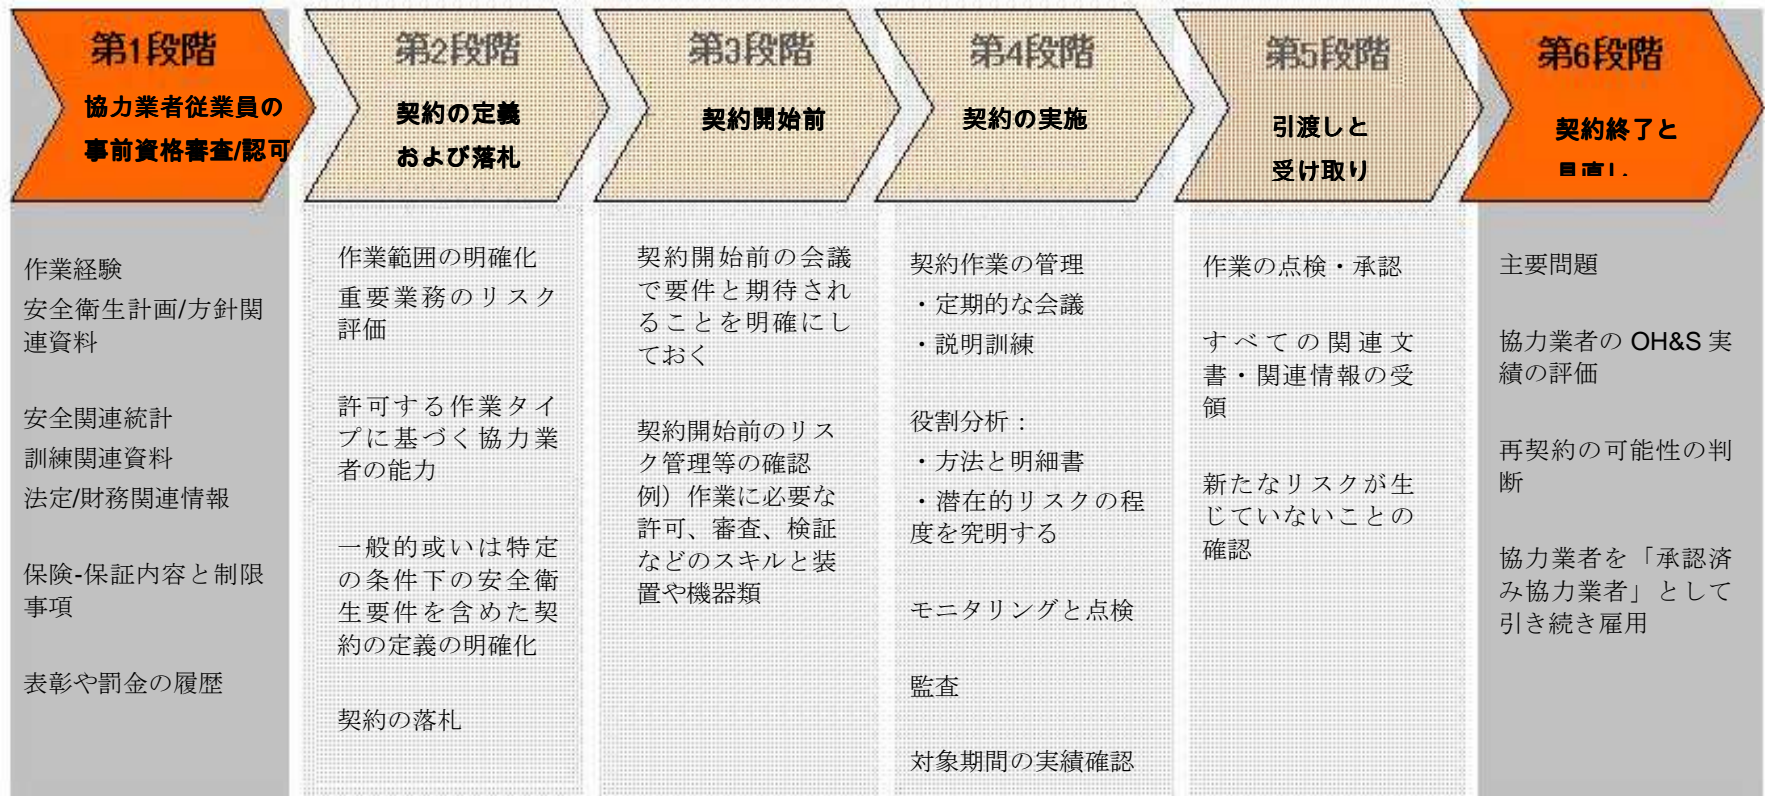 第1段階
協力業者従業員の
事前資格審査/認可
作業経験
安全衛生計画/方針関
連資料
安全関連統計
訓練関連資料
法定/財務関連情報
保険-保証内容と制限
事項
表彰や罰金の履歴
第2段階
契約の定義
および落札
作業範囲の明確化
重要業務のリスク
評価
許可する作業タイ
プに基づく協力業
者の能力
一般的或いは特定
の条件下の安全衛
生要件を含めた契
約の定義の明確化
契約の落札
第3段階
契約開始前
契約開始前の会議
で要件と期待され
ることを明確にし
ておく
契約開始前のリス
ク管理等の確認
例）作業に必要な
許可、審査、検証
などのスキルと装
置や機器類
第4段階
契約の実施
契約作業の管理
・定期的な会議
・説明訓練
役割分析：
・方法と明細書
・潜在的リスクの程
度を究明する
モニタリングと点検
監査
対象期間の実績確認
第5段階
引渡しと
受け取り
作業の点検・承認
すべての関連文
書・関連情報の受
領
新たなリスクが生
じていないことの
確認
第6段階
契約終了と
見直し
主要問題
協力業者の OH&S 実
績の評価
再契約の可能性の判
断
協力業者を「承認済
み協力業者」として
引き続き雇用